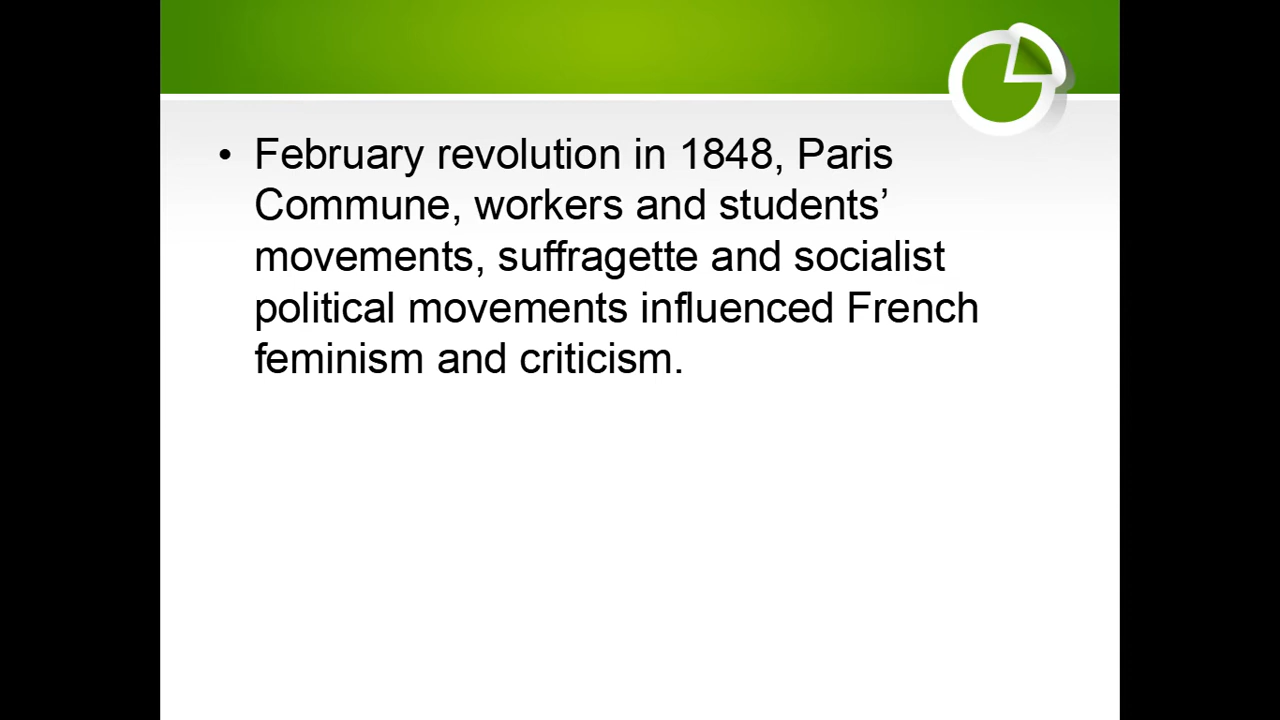 • February revolution in 1848, Paris
Commune, workers and students’
movements, suffragette and socialist
political movements influenced French
feminism and criticism.